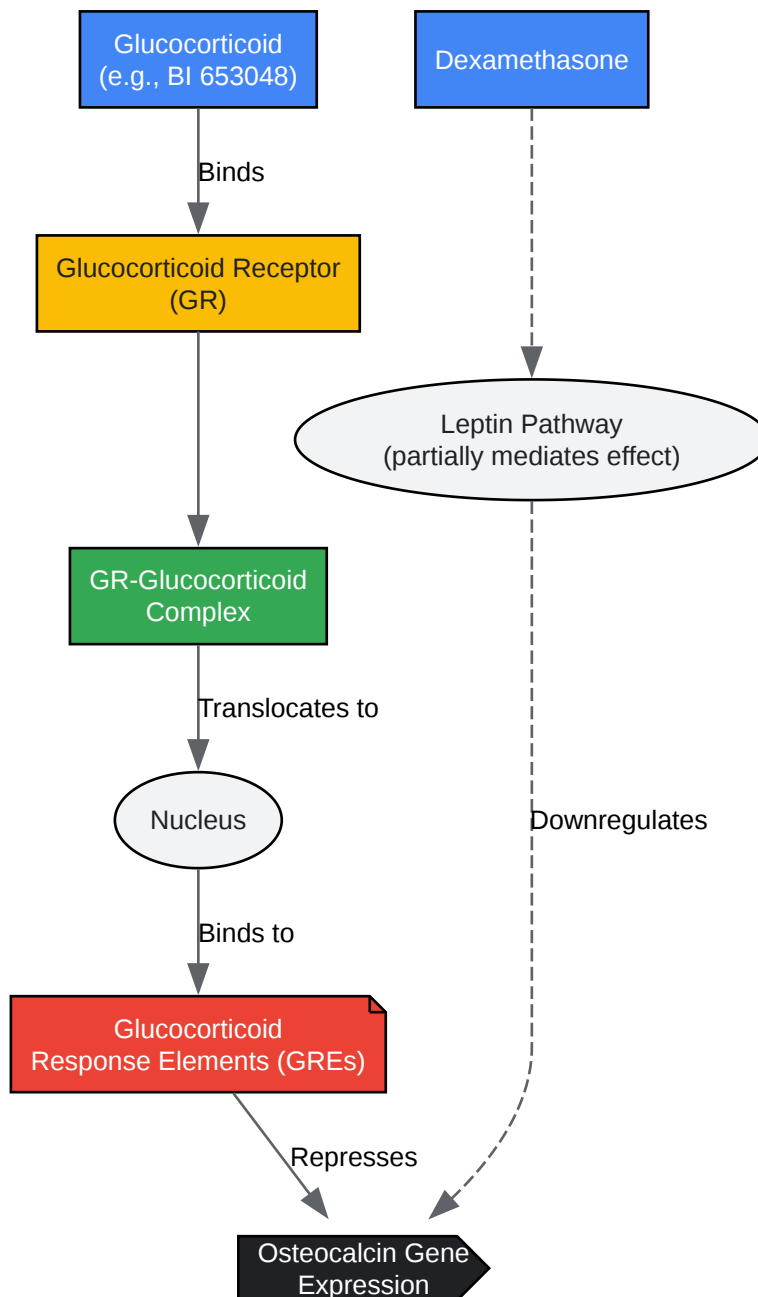 Glucocorticoid
(e.g., BI 653048)
Dexamethasone
Binds
Glucocorticoid Receptor
(GR)
Leptin Pathway
(partially mediates effect)
GR-Glucocorticoid
Complex
Translocates to
Nucleus
Downregulates
Binds to
Glucocorticoid
Response Elements (GREs)
Represses
Osteocalcin Gene
Expression